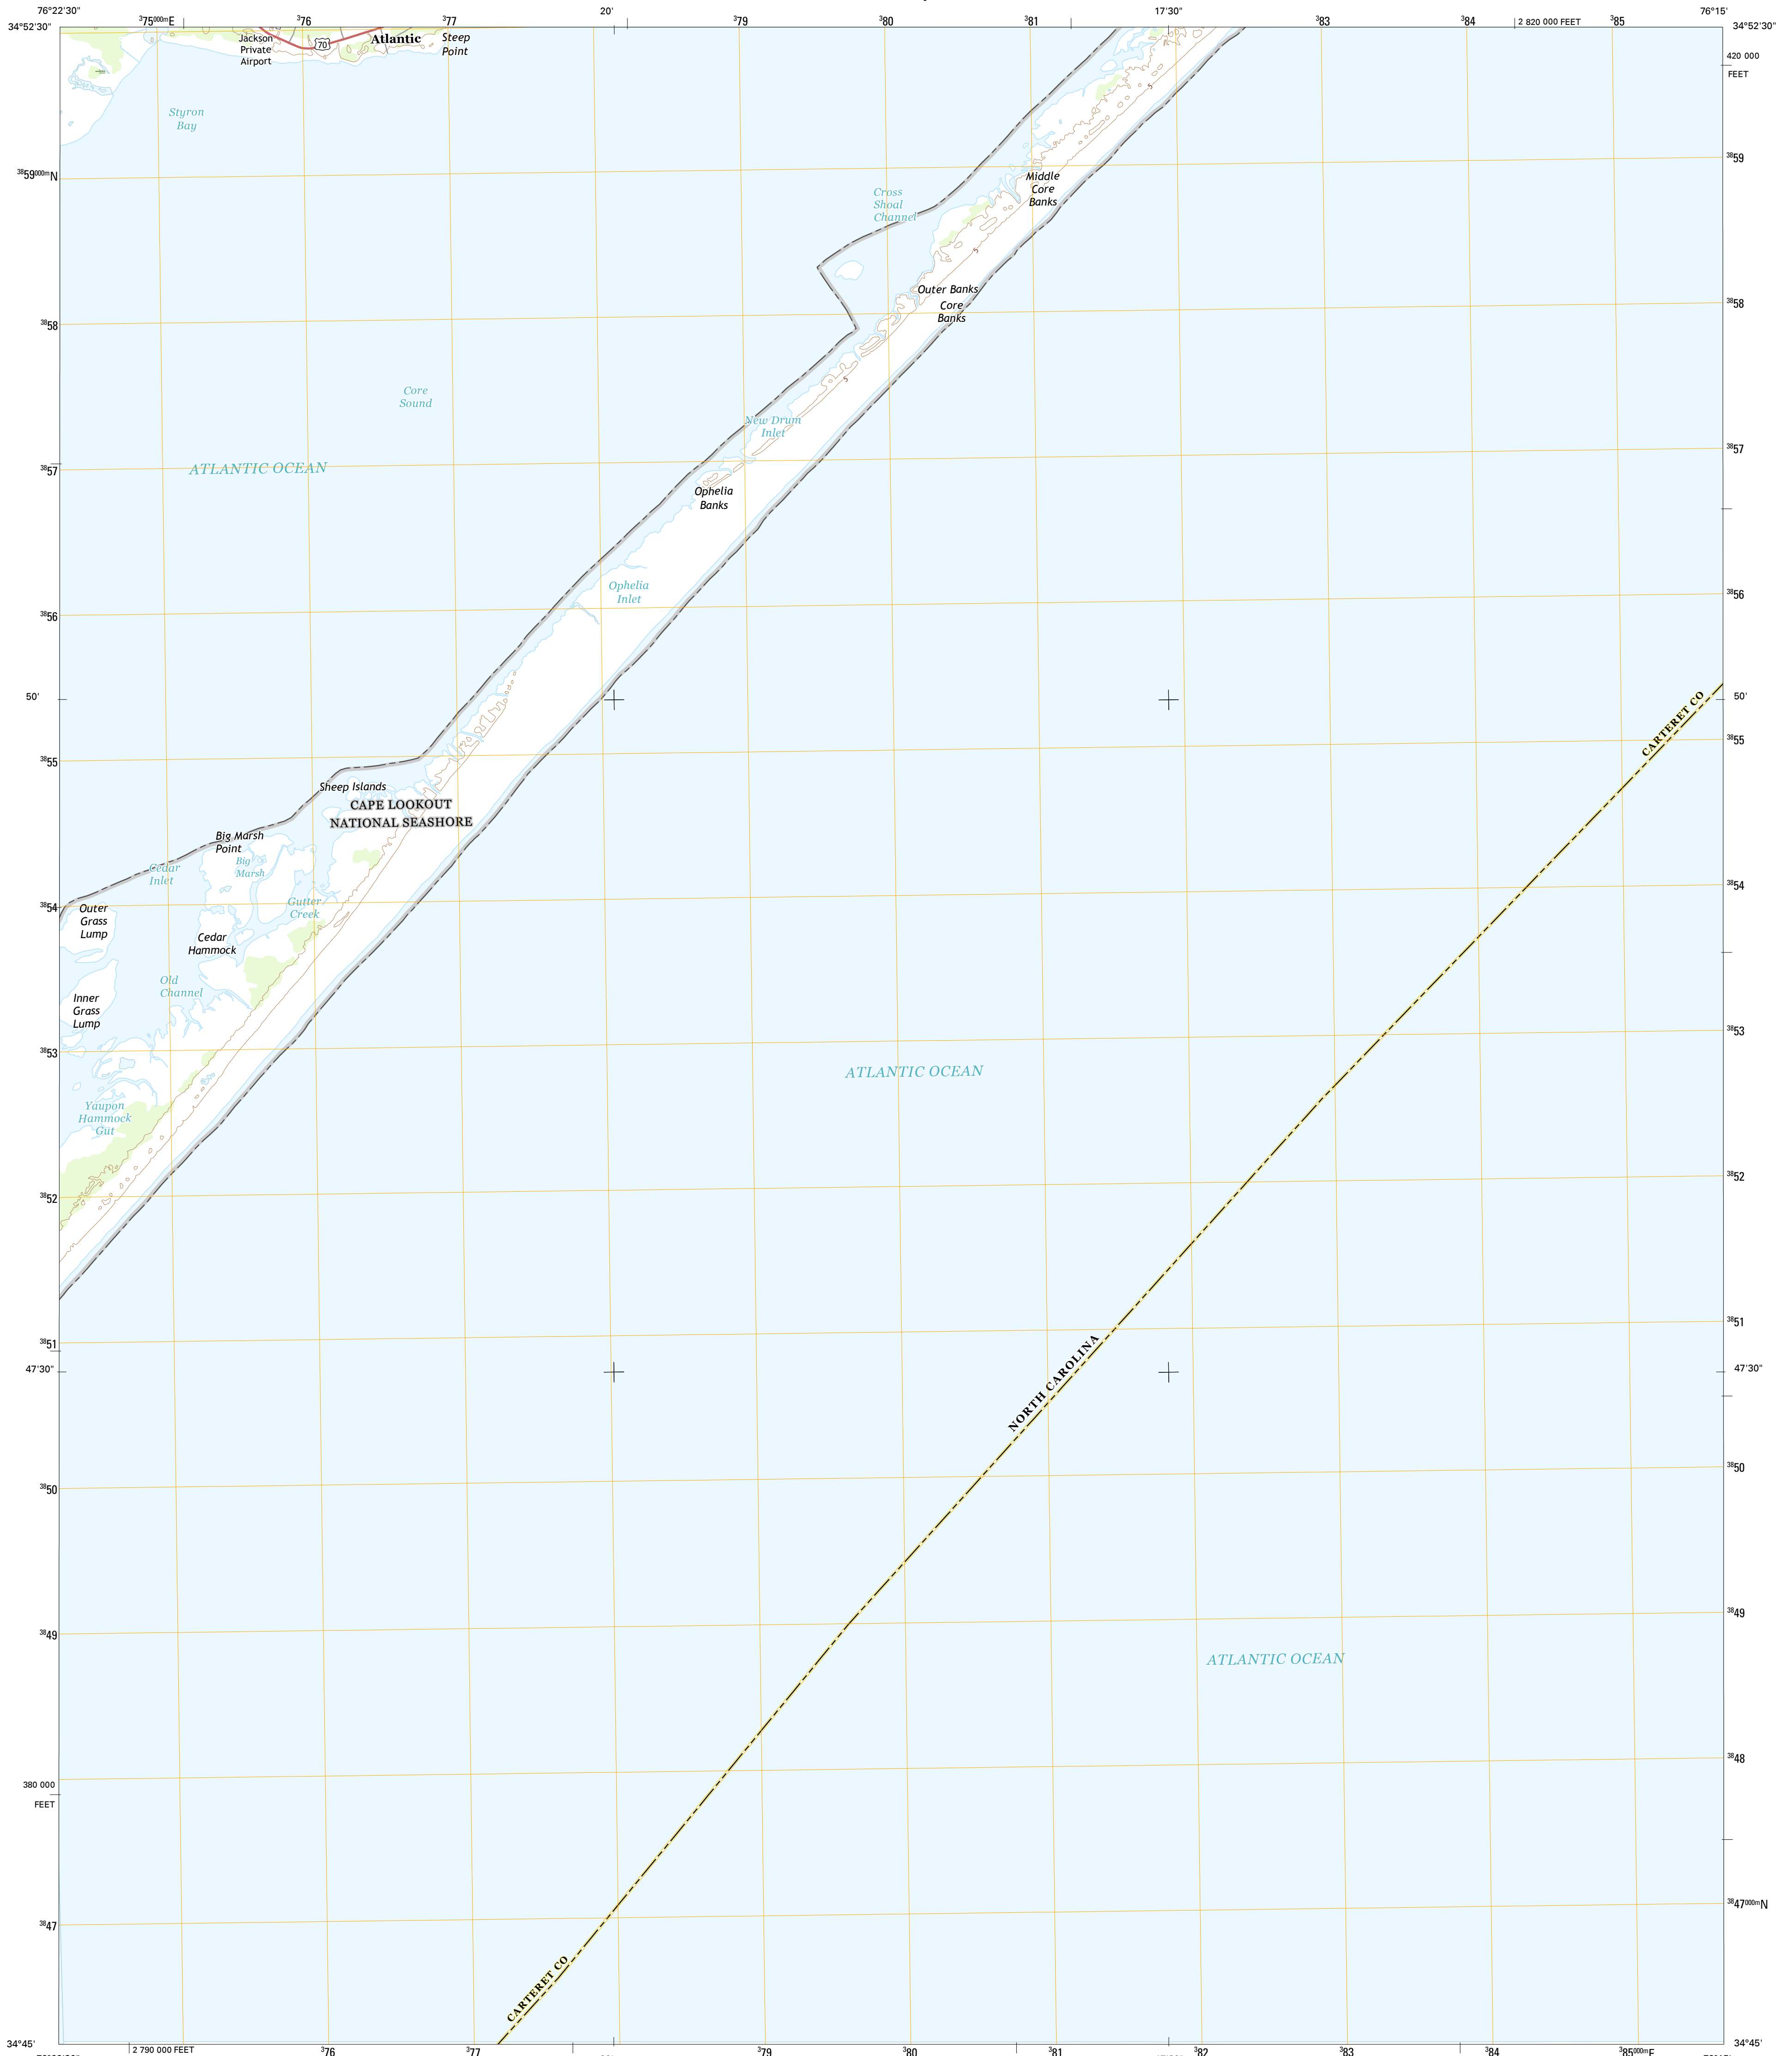 76°22'30"
³75⁰⁰⁰ᵐE
³76
³77
20'
³79
³80
³81
17'30"
³83
³84
2 820 000 FEET
³85
76°15'
34°52'30"
34°52'30"
Jackson
Private
Airport
70
Atlantic
Steep
Point
420 000
FEET
5
Styron
Bay
³⁸59⁰⁰⁰ᵐN
³⁸59
Middle
Core
Banks
Cross
Shoal
Channel
5
Outer Banks
Core
Banks
³⁸58
³⁸58
5
Core
Sound
New Drum
Inlet
ATLANTIC OCEAN
³⁸57
³⁸57
Ophelia
Banks
Ophelia
Inlet
³⁸56
³⁸56
50'
50'
CARTERET CO
³⁸55
³⁸55
Sheep Islands
CAPE LOOKOUT
NATIONAL SEASHORE
Big Marsh
Point
Big
Marsh
Cedar
Inlet
Gutter
Creek
³⁸54
³⁸54
Outer
Grass
Lump
Cedar
Hammock
Old
Channel
Inner
Grass
Lump
³⁸53
³⁸53
ATLANTIC OCEAN
Yaupon
Hammock
Gut
³⁸52
³⁸52
³⁸51
³⁸51
47'30"
47'30"
NORTH CAROLINA
³⁸50
³⁸50
³⁸49
³⁸49
ATLANTIC OCEAN
³⁸48
380 000
FEET
³⁸47
³⁸47⁰⁰⁰ᵐN
CARTERET CO
34°45'
34°45'
2 790 000 FEET
³76
³77
³79
³80
³81
³82
³83
³84
³85⁰⁰⁰ᵐE